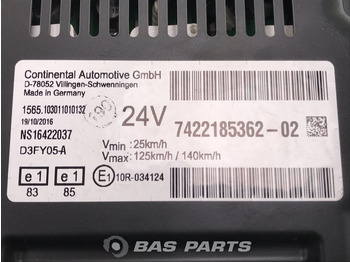 Continental Automotive GmbH
D-78052 Villingen-Schwenningen
Made in Germany
1565.103011010132
19/10/2016
NS16422037
D3FY05-A
24V
7422185362-02
Vmin :25km/h
Vmax: 125km/h / 140km/h
e1 e1 E1 10R-034124
83 85
BAS PARTS